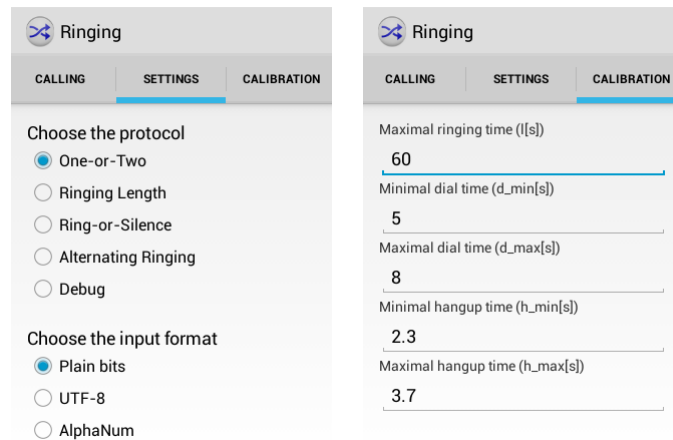 Ringing
CALLING SETTINGS CALIBRATION
Choose the protocol
One-or-Two
Ringing Length
Ring-or-Silence
Alternating Ringing
Debug
Choose the input format
Plain bits
UTF-8
AlphaNum
Ringing
CALLING SETTINGS CALIBRATION
Maximal ringing time (l[s])
60
Minimal dial time (d_min[s])
5
Maximal dial time (d_max[s])
8
Minimal hangup time (h_min[s])
2.3
Maximal hangup time (h_max[s])
3.7